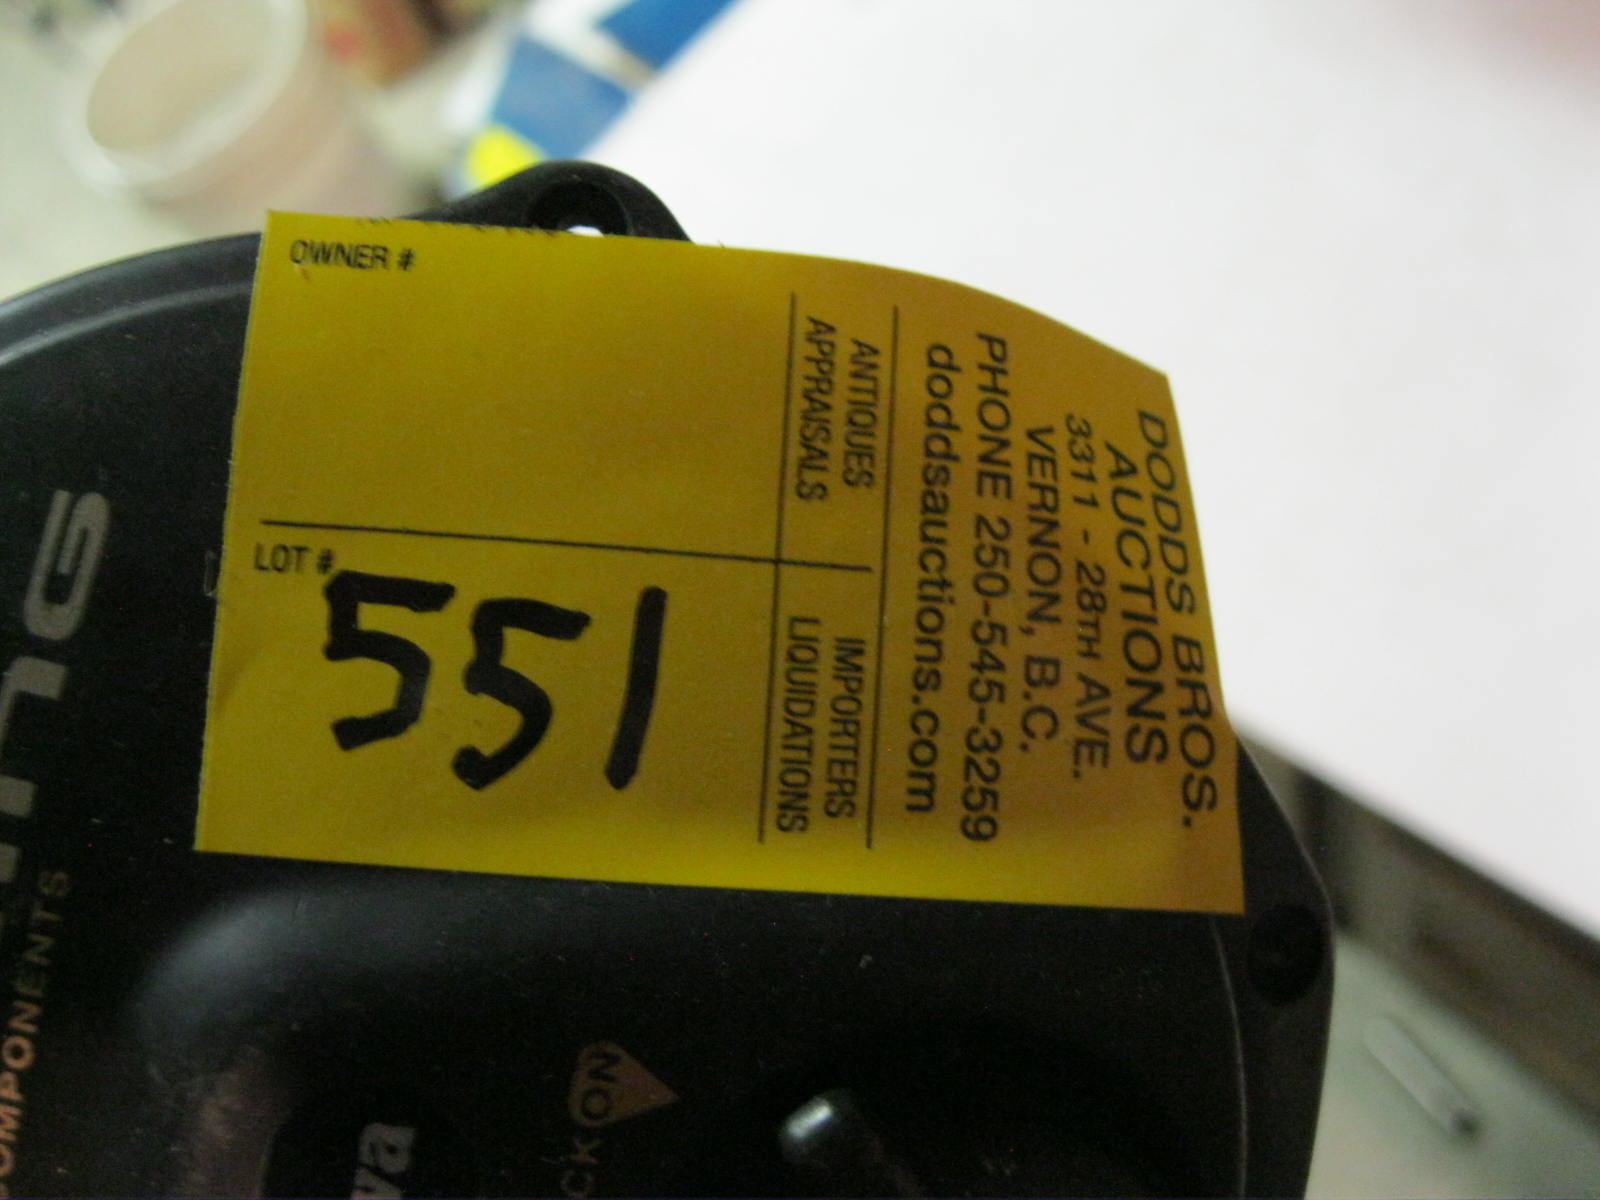 DODDS BROS.
AUCTIONS
3311 - 28TH AVE.
VERNON, B.C.
PHONE 250-545-3259
doddsauctions.com
ANTIQUES
APPRAISALS
IMPORTERS
LIQUIDATIONS
OWNER #
LOT #
551
ON